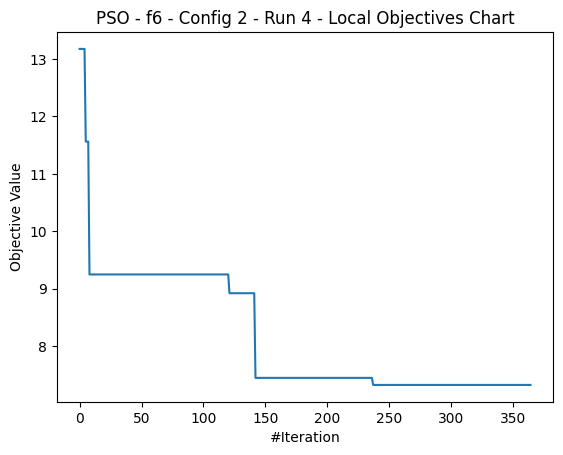 PSO - f6 - Config 2 - Run 4 - Local Objectives Chart
13
12
11
10
9
8
Objective Value
0 50 100 150 200 250 300 350
#Iteration